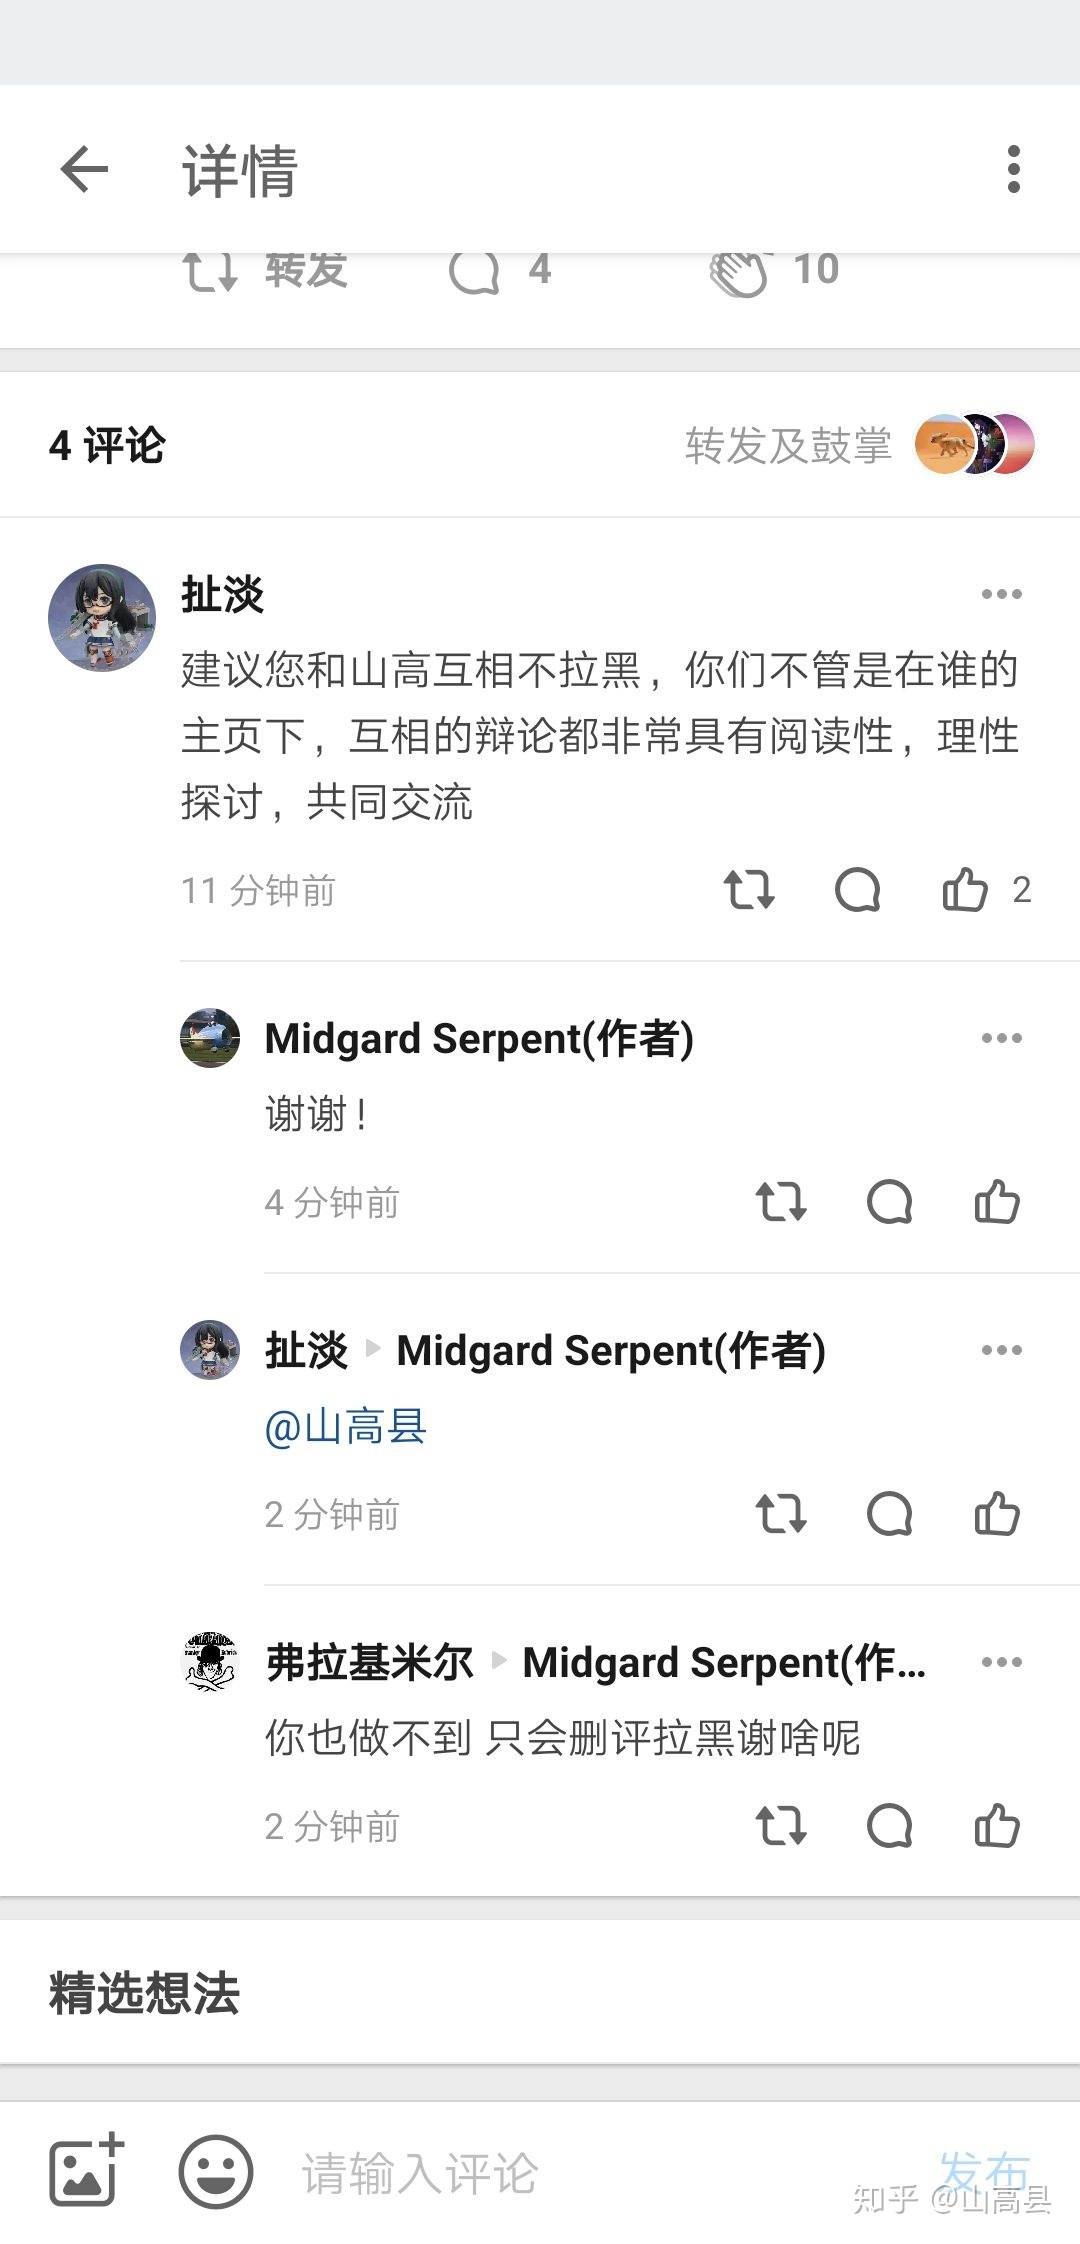 详情
转发 4 10
4 评论 转发及鼓掌
扯淡
建议您和山高互相不拉黑，你们不管是在谁的
主页下，互相的辩论都非常具有阅读性，理性
探讨，共同交流
11 分钟前 2
Midgard Serpent(作者)
谢谢！
4 分钟前
扯淡 Midgard Serpent(作者)
@山高县
2 分钟前
弗拉基米尔 Midgard Serpent(作...
你也做不到 只会删评拉黑谢啥呢
2 分钟前
精选想法
请输入评论 发布
知乎 @山高县